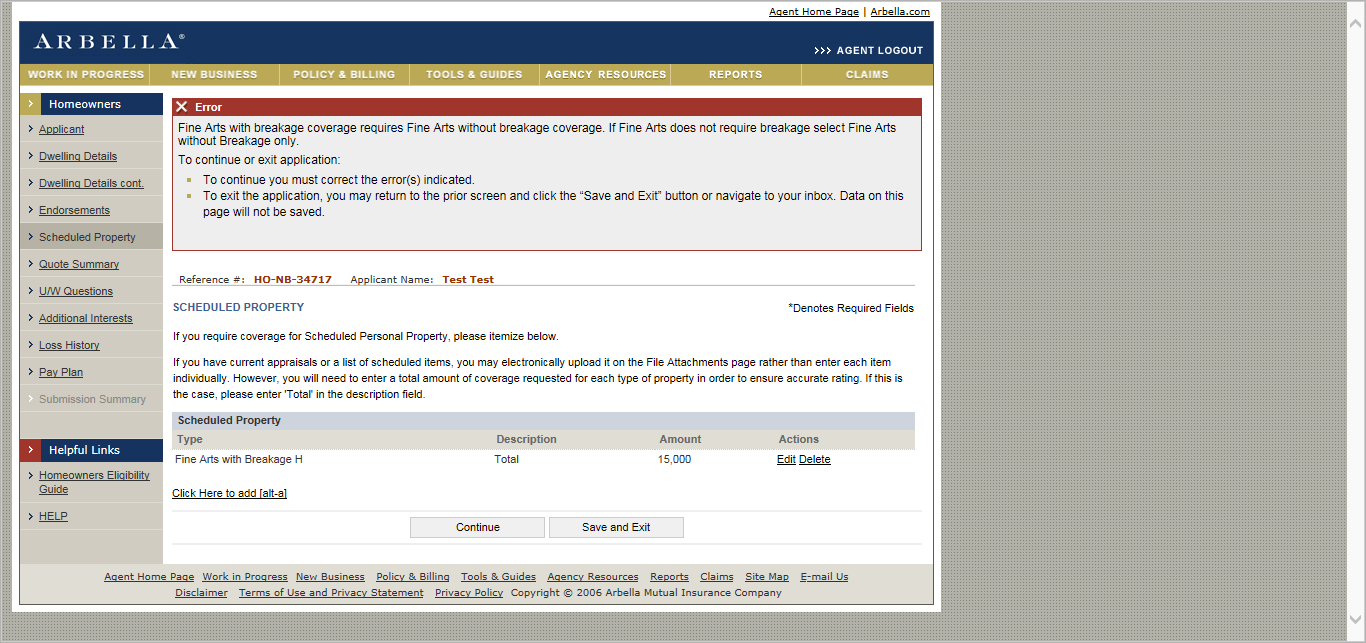 Agent Home Page | Arbella.com
ARBELLA®
>>> AGENT LOGOUT
WORK IN PROGRESS NEW BUSINESS POLICY & BILLING TOOLS & GUIDES AGENCY RESOURCES REPORTS CLAIMS
Homeowners
Applicant
Dwelling Details
Dwelling Details cont.
Endorsements
Scheduled Property
Quote Summary
U/W Questions
Additional Interests
Loss History
Pay Plan
Submission Summary
Helpful Links
Homeowners Eligibility
Guide
HELP
Error
Fine Arts with breakage coverage requires Fine Arts without breakage coverage. If Fine Arts does not require breakage select Fine Arts
without Breakage only.
To continue or exit application:
To continue you must correct the error(s) indicated.
To exit the application, you may return to the prior screen and click the “Save and Exit” button or navigate to your inbox. Data on this
page will not be saved.
Reference #: HO-NB-34717 Applicant Name: Test Test
SCHEDULED PROPERTY
*Denotes Required Fields
If you require coverage for Scheduled Personal Property, please itemize below.
If you have current appraisals or a list of scheduled items, you may electronically upload it on the File Attachments page rather than enter each item
individually. However, you will need to enter a total amount of coverage requested for each type of property in order to ensure accurate rating. If this is
the case, please enter 'Total' in the description field.
Scheduled Property
Type Description Amount Actions
Fine Arts with Breakage H Total 15,000 Edit Delete
Click Here to add [alt-a]
Continue Save and Exit
Agent Home Page Work in Progress New Business Policy & Billing Tools & Guides Agency Resources Reports Claims Site Map E-mail Us
Disclaimer Terms of Use and Privacy Statement Privacy Policy Copyright © 2006 Arbella Mutual Insurance Company